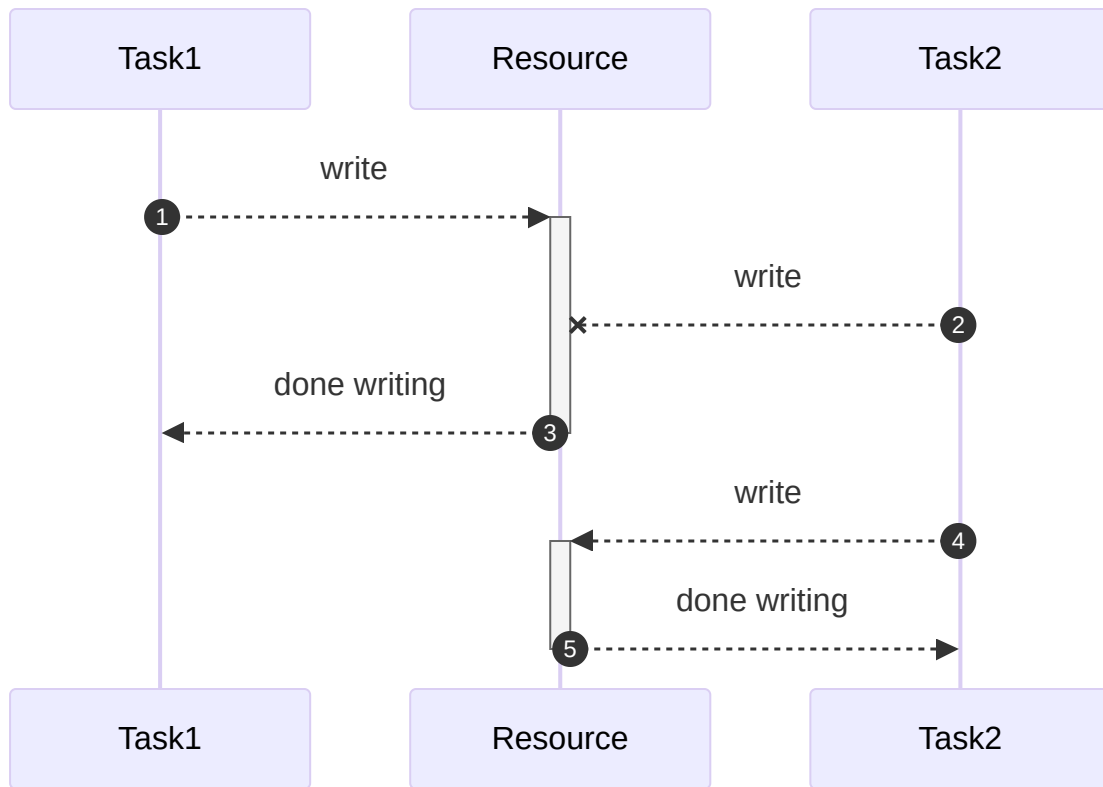 Task1 Resource Task2
write
1
write
2
done writing
3
write
4
done writing
5
Task1 Resource Task2